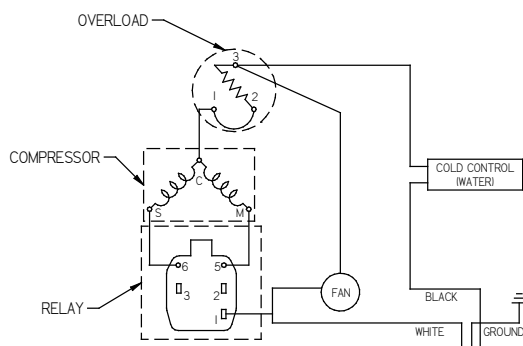 OVERLOAD
3
1 2
COMPRESSOR
C
S M
COLD CONTROL
(WATER)
6 5
3 2
1
RELAY
FAN
BLACK
WHITE GROUND